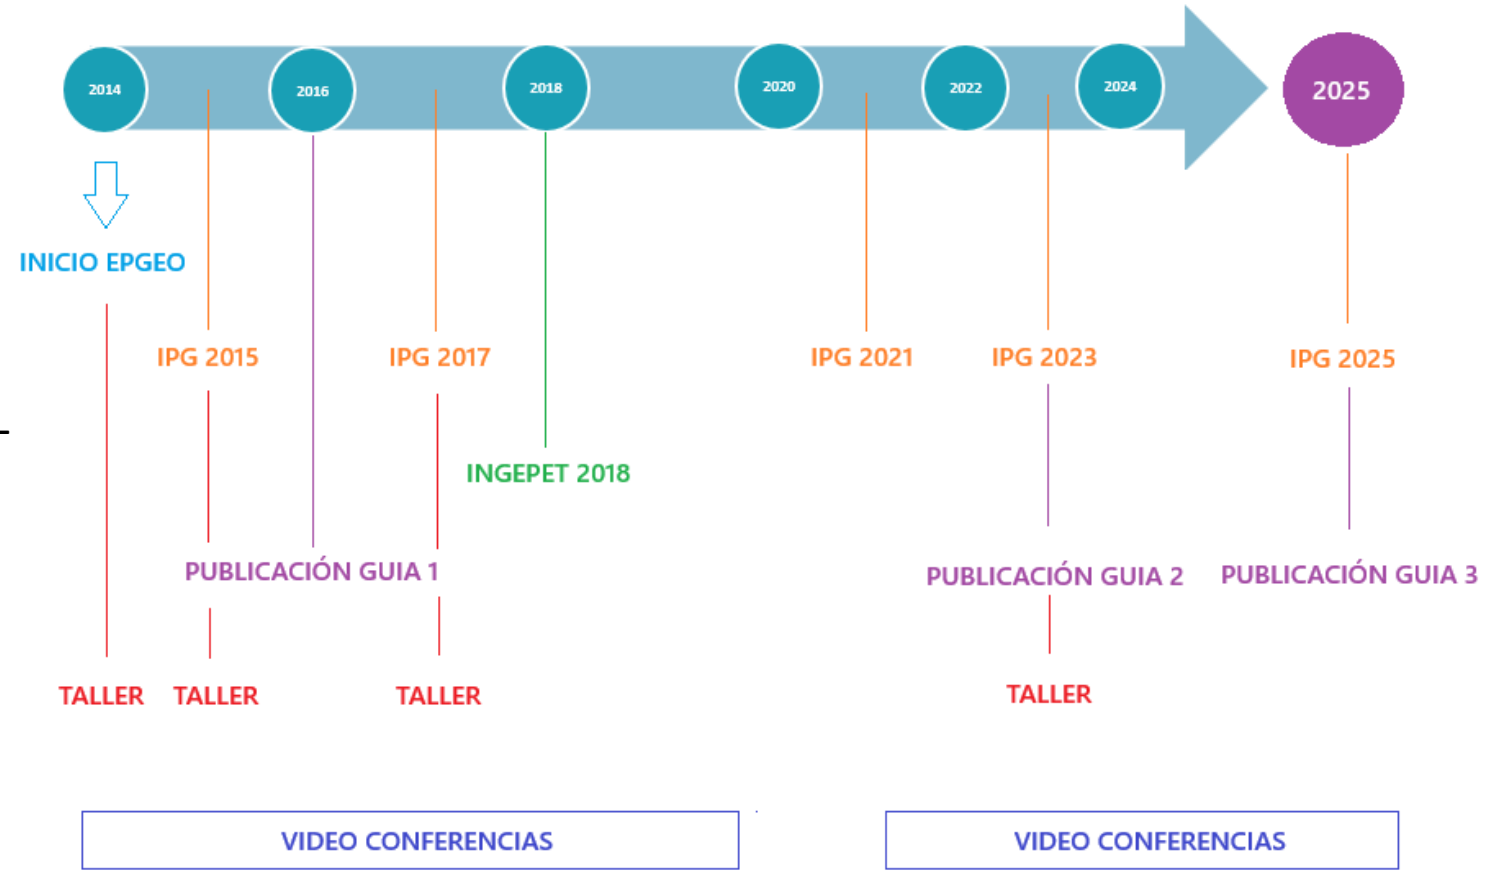 2014
2016
2018
2020
2022
2024
2025
INICIO EPGEO
IPG 2015
IPG 2017
IPG 2021
IPG 2023
IPG 2025
INGEPET 2018
PUBLICACIÓN GUIA 1
PUBLICACIÓN GUIA 2
PUBLICACIÓN GUIA 3
TALLER
TALLER
TALLER
TALLER
VIDEO CONFERENCIAS
VIDEO CONFERENCIAS